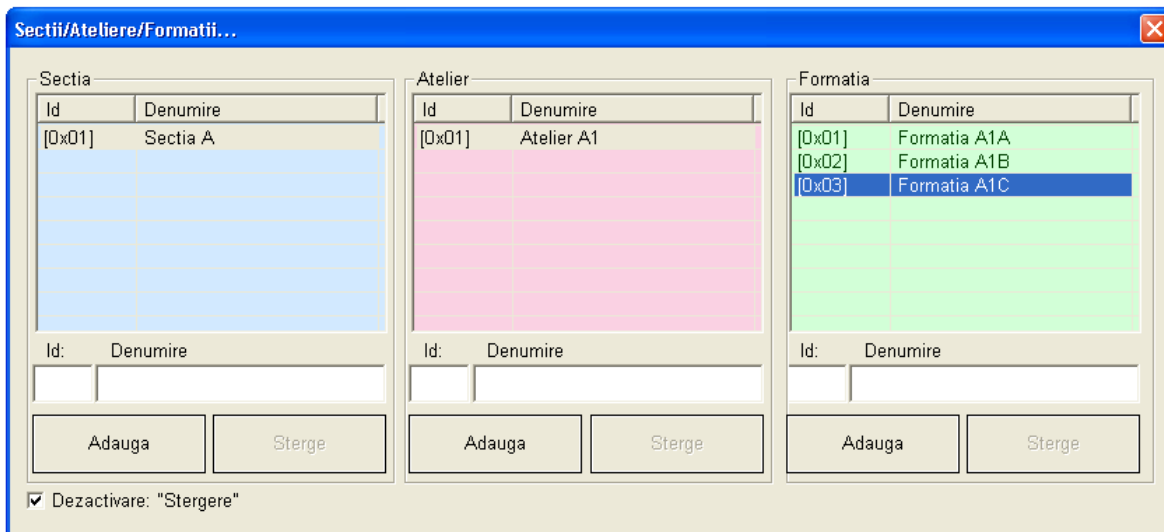 Sectii/Ateliere/Formatii...
Sectia
Id Denumire
[0x01] Sectia A
Id: Denumire
Adauga Sterge
Atelier
Id Denumire
[0x01] Atelier A1
Id: Denumire
Adauga Sterge
Formatia
Id Denumire
[0x01] Formatia A1A
[0x02] Formatia A1B
[0x03] Formatia A1C
Id: Denumire
Adauga Sterge
Dezactivare: "Stergere"